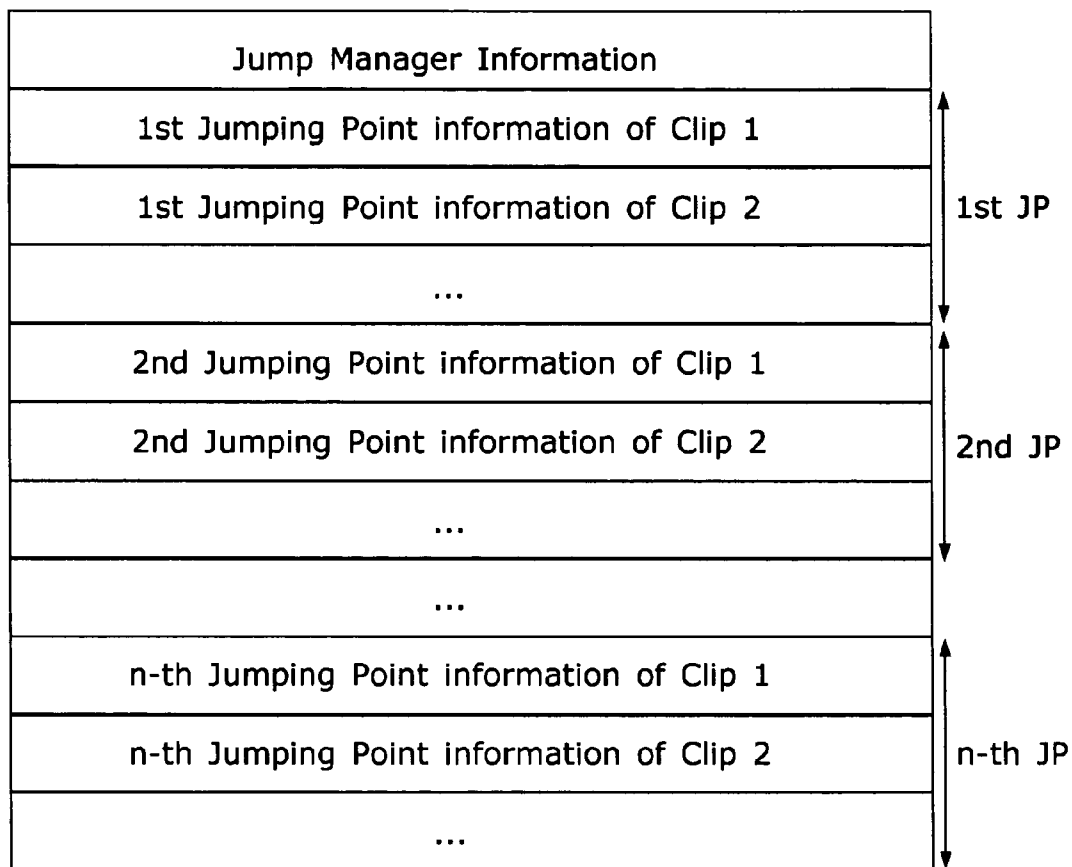 Jump Manager Information
1st Jumping Point information of Clip 1
1st Jumping Point information of Clip 2
1st JP
...
2nd Jumping Point information of Clip 1
2nd Jumping Point information of Clip 2
2nd JP
...
...
n-th Jumping Point information of Clip 1
n-th Jumping Point information of Clip 2
n-th JP
...